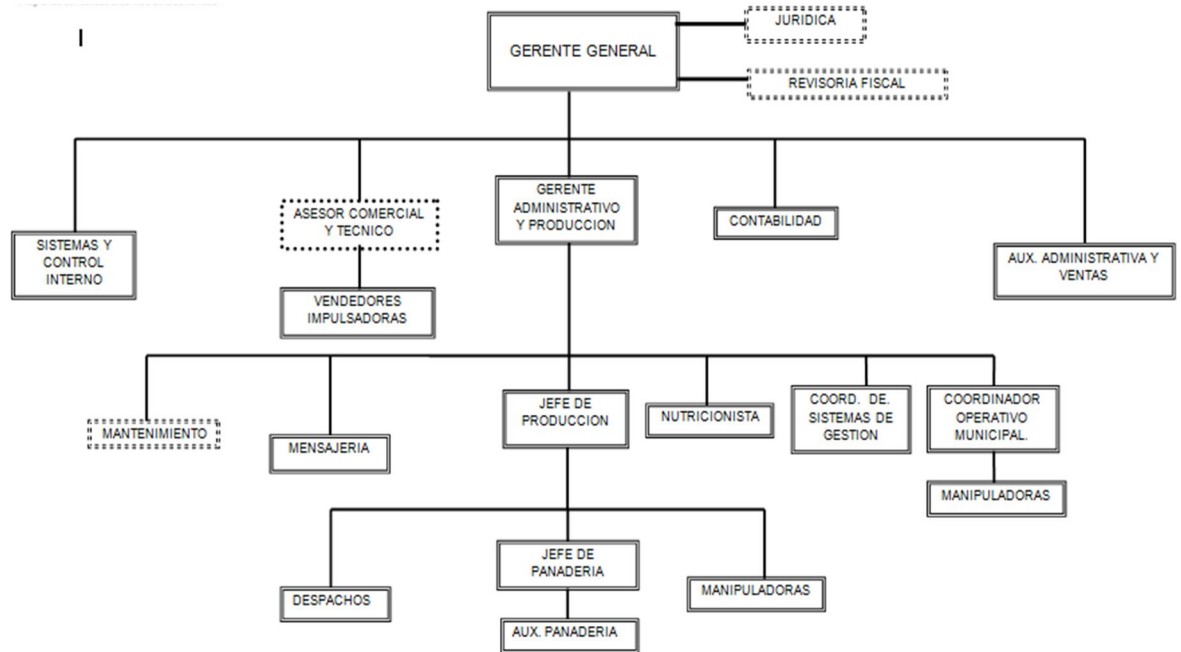 JURIDICA
GERENTE GENERAL
REVISORIA FISCAL
GERENTE
ADMINISTRATIVO
Y PRODUCCION
ASESOR COMERCIAL
Y TECNICO
CONTABILIDAD
SISTEMAS Y
CONTROL
INTERNO
AUX. ADMINISTRATIVA Y
VENTAS
VENDEDORES
IMPULSADORAS
MANTENIMIENTO
MENSAJERIA
JEFE DE
PRODUCCION
NUTRICIONISTA
COORD. DE.
SISTEMAS DE
GESTION
COORDINADOR
OPERATIVO
MUNICIPAL.
MANIPULADORAS
DESPACHOS
JEFE DE
PANADERIA
MANIPULADORAS
AUX. PANADERIA